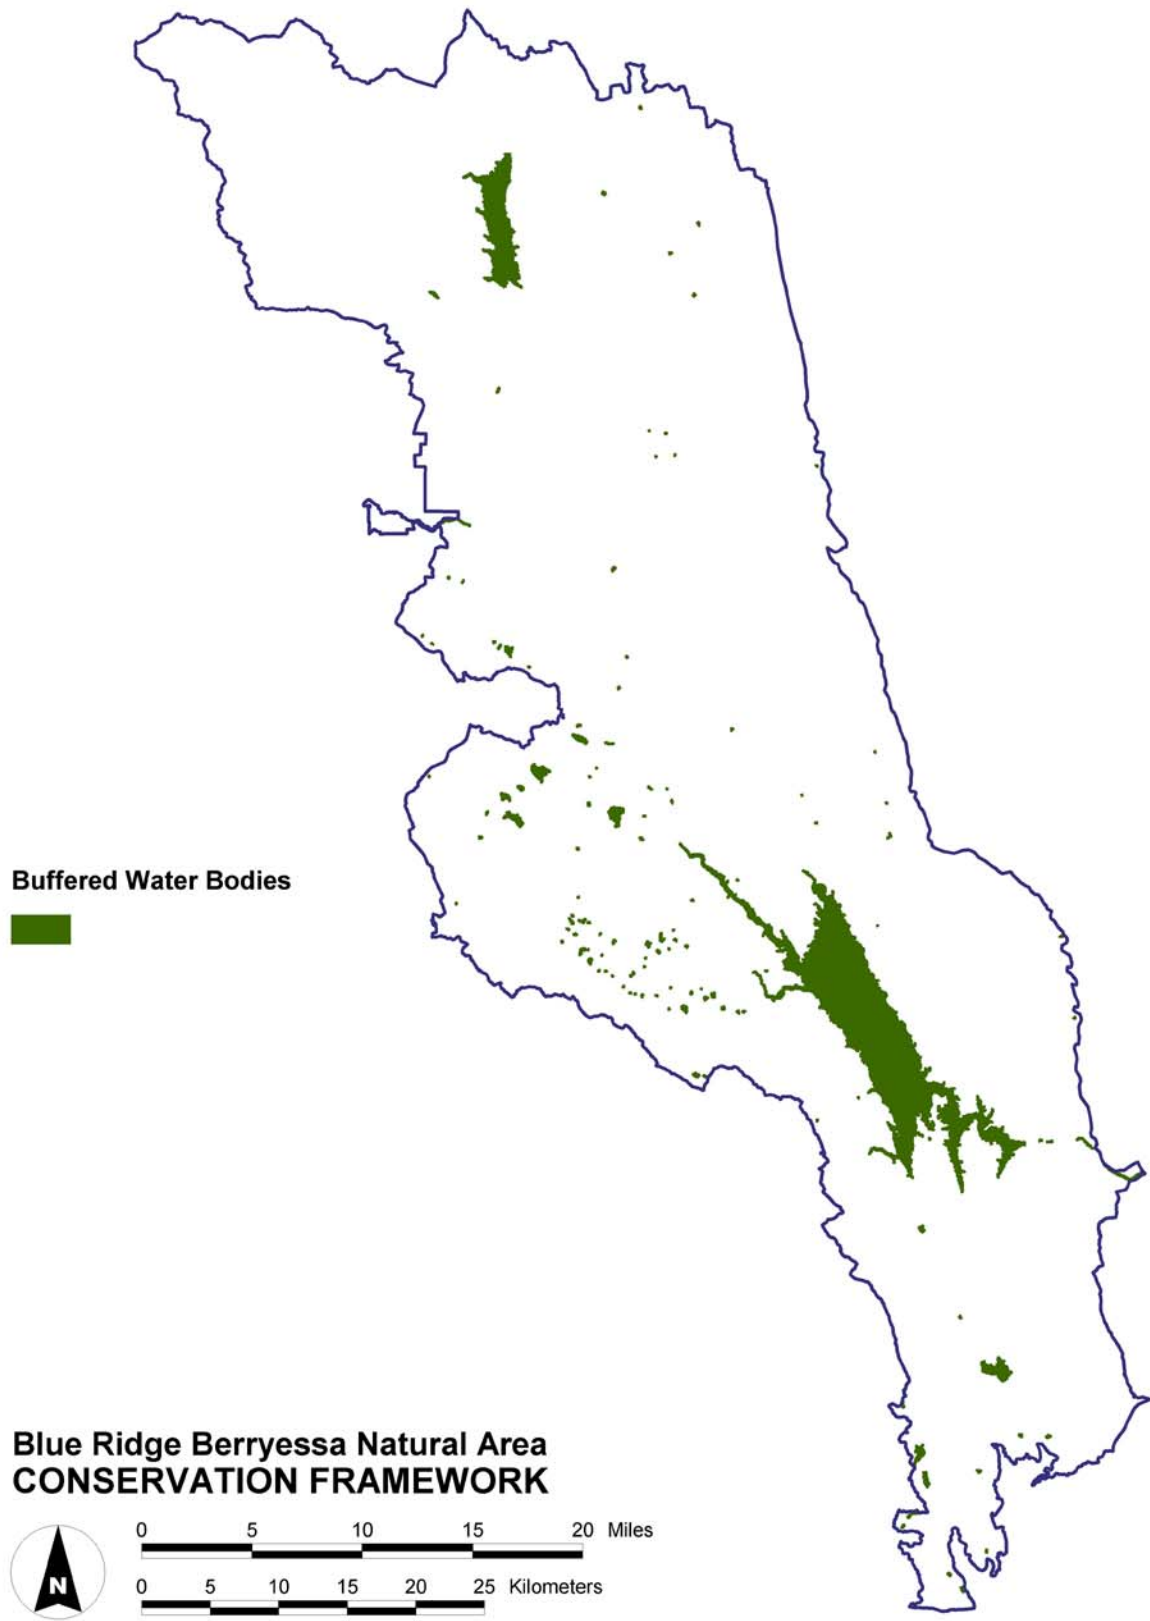 Buffered Water Bodies
Blue Ridge Berryessa Natural Area
CONSERVATION FRAMEWORK
0 5 10 15 20 Miles
0 5 10 15 20 25 Kilometers
N